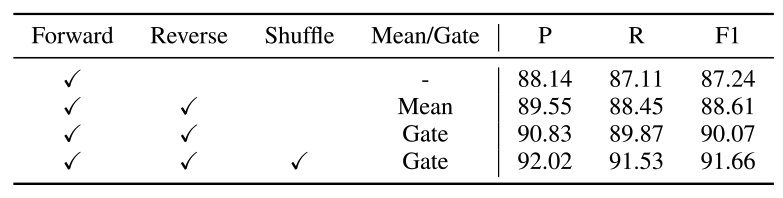 Forward Reverse Shuffle Mean/Gate P R F1
✓ - 88.14 87.11 87.24
✓ ✓ Mean 89.55 88.45 88.61
✓ ✓ Gate 90.83 89.87 90.07
✓ ✓ ✓ Gate 92.02 91.53 91.66